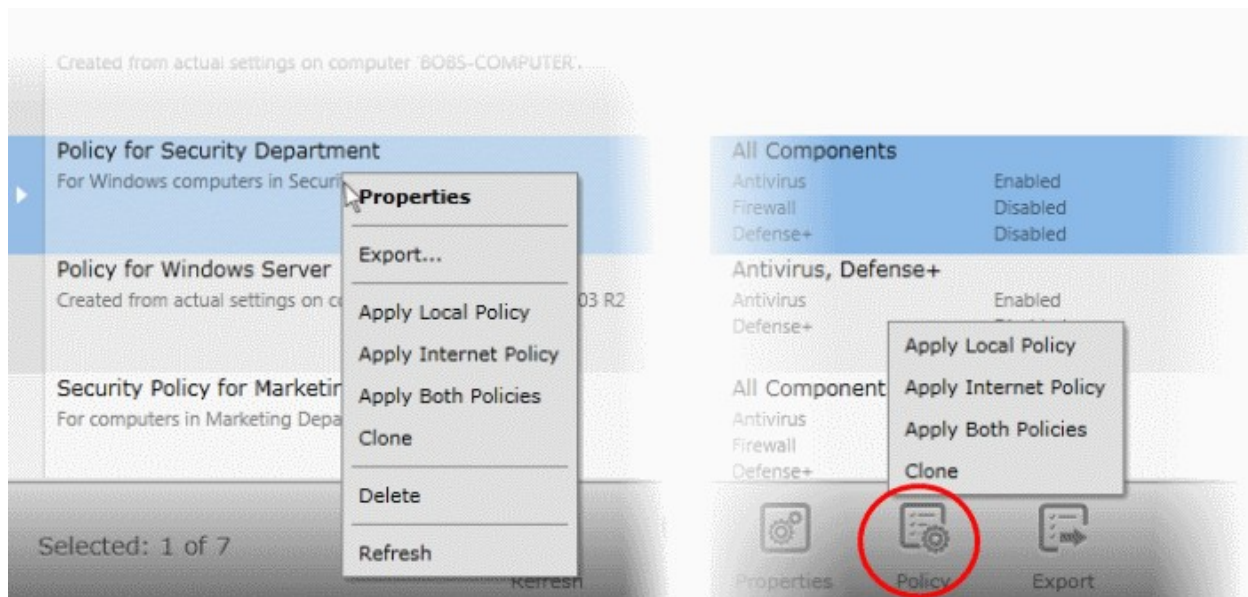 Created from actual settings on computer 'BOBS-COMPUTER'.
Policy for Security Department
For Windows computers in Securi
Policy for Windows Server
Created from actual settings on co
03 R2
Security Policy for Marketin
For computers in Marketing Depa
Properties
Export...
Apply Local Policy
Apply Internet Policy
Apply Both Policies
Clone
Delete
Refresh
Selected: 1 of 7
Refresh
All Components
Antivirus Enabled
Firewall Disabled
Defense+ Disabled
Antivirus, Defense+
Antivirus Enabled
Defense+
All Component
Antivirus
Firewall
Defense+
Apply Local Policy
Apply Internet Policy
Apply Both Policies
Clone
Properties Policy Export